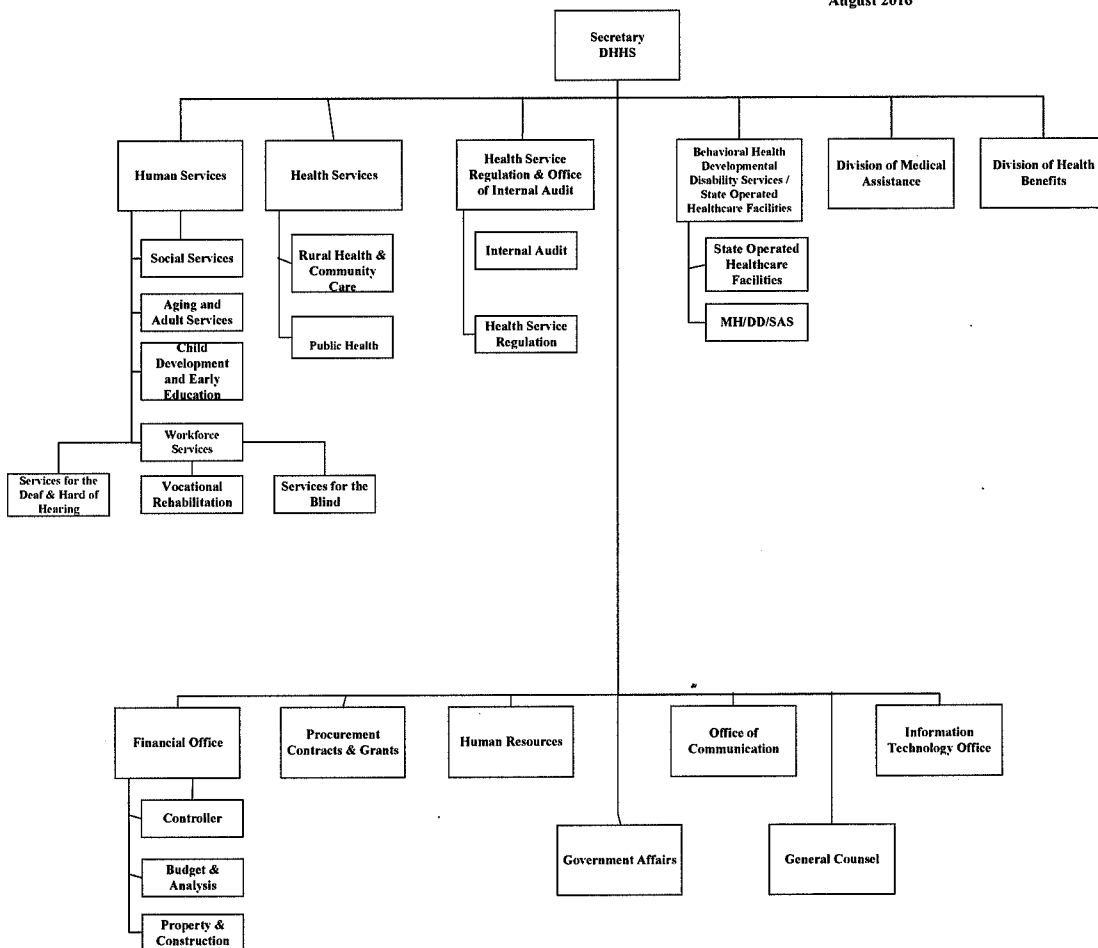 August 2016
Secretary
DHHS
Human Services
Health Services
Health Service
Regulation & Office
of Internal Audit
Behavioral Health
Developmental
Disability Services /
State Operated
Healthcare Facilities
Division of Medical
Assistance
Division of Health
Benefits
Social Services
Aging and
Adult Services
Child
Development
and Early
Education
Workforce
Services
Services for the
Deaf & Hard of
Hearing
Vocational
Rehabilitation
Services for the
Blind
Rural Health &
Community
Care
Public Health
Internal Audit
Health Service
Regulation
State Operated
Healthcare
Facilities
MH/DD/SAS
Financial Office
Procurement
Contracts & Grants
Human Resources
Office of
Communication
Information
Technology Office
Controller
Budget &
Analysis
Property &
Construction
Government Affairs
General Counsel